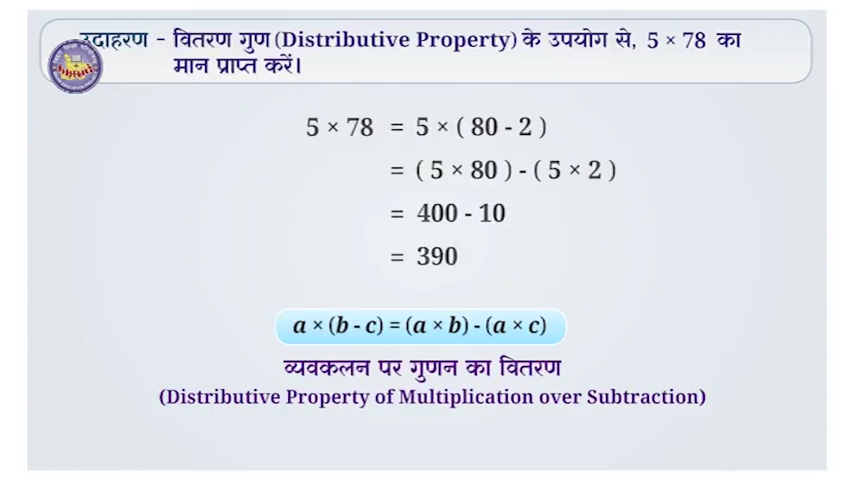 उदाहरण - वितरण गुण (Distributive Property) के उपयोग से, 5 × 78 का
मान प्राप्त करें।
5 × 78 = 5 × ( 80 - 2 )
= ( 5 × 80 ) - ( 5 × 2 )
= 400 - 10
= 390
a × (b - c) = (a × b) - (a × c)
व्यवकलन पर गुणन का वितरण
(Distributive Property of Multiplication over Subtraction)